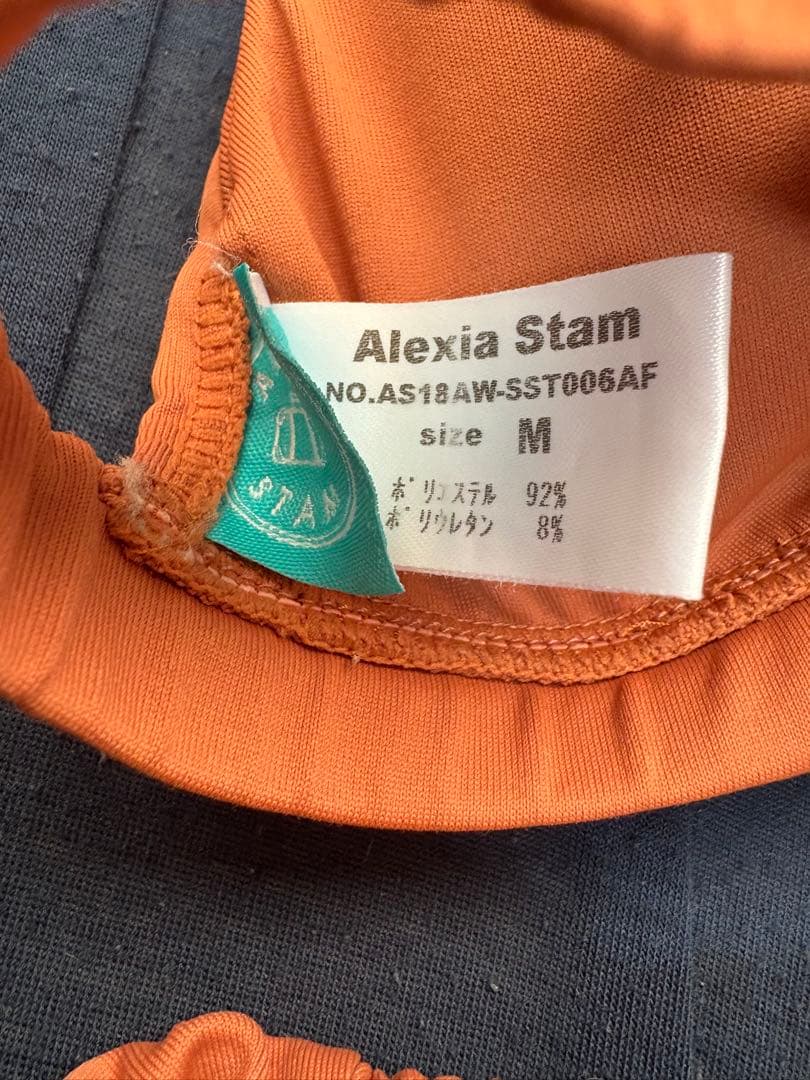 Alexia Stam
NO.AS18AW-SST006AF
size M
ポリエステル 92%
ポリウレタン 8%
STAM